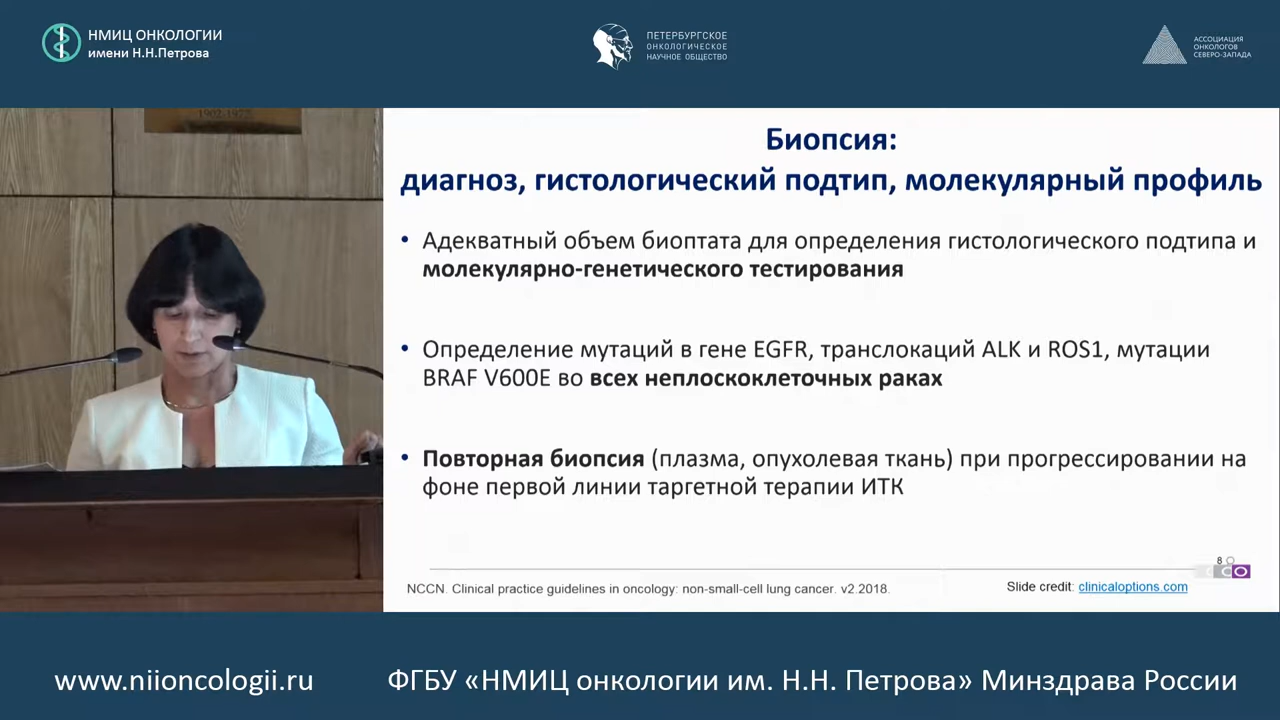 НМИЦ ОНКОЛОГИИ
имени Н.Н.Петрова
ПЕТЕРБУРГСКОЕ
ОНКОЛОГИЧЕСКОЕ
НАУЧНОЕ ОБЩЕСТВО
АССОЦИАЦИЯ
ОНКОЛОГОВ
СЕВЕРО-ЗАПАДА
Биопсия:
диагноз, гистологический подтип, молекулярный профиль
• Адекватный объем биоптата для определения гистологического подтипа и
молекулярно-генетического тестирования
• Определение мутаций в гене EGFR, транслокаций ALK и ROS1, мутации
BRAF V600E во всех неплоскоклеточных раках
• Повторная биопсия (плазма, опухолевая ткань) при прогрессировании на
фоне первой линии таргетной терапии ИТК
8
NCCN. Clinical practice guidelines in oncology: non-small-cell lung cancer. v2.2018.
Slide credit: clinicaloptions.com
www.niioncologii.ru
ФГБУ «НМИЦ онкологии им. Н.Н. Петрова» Минздрава России